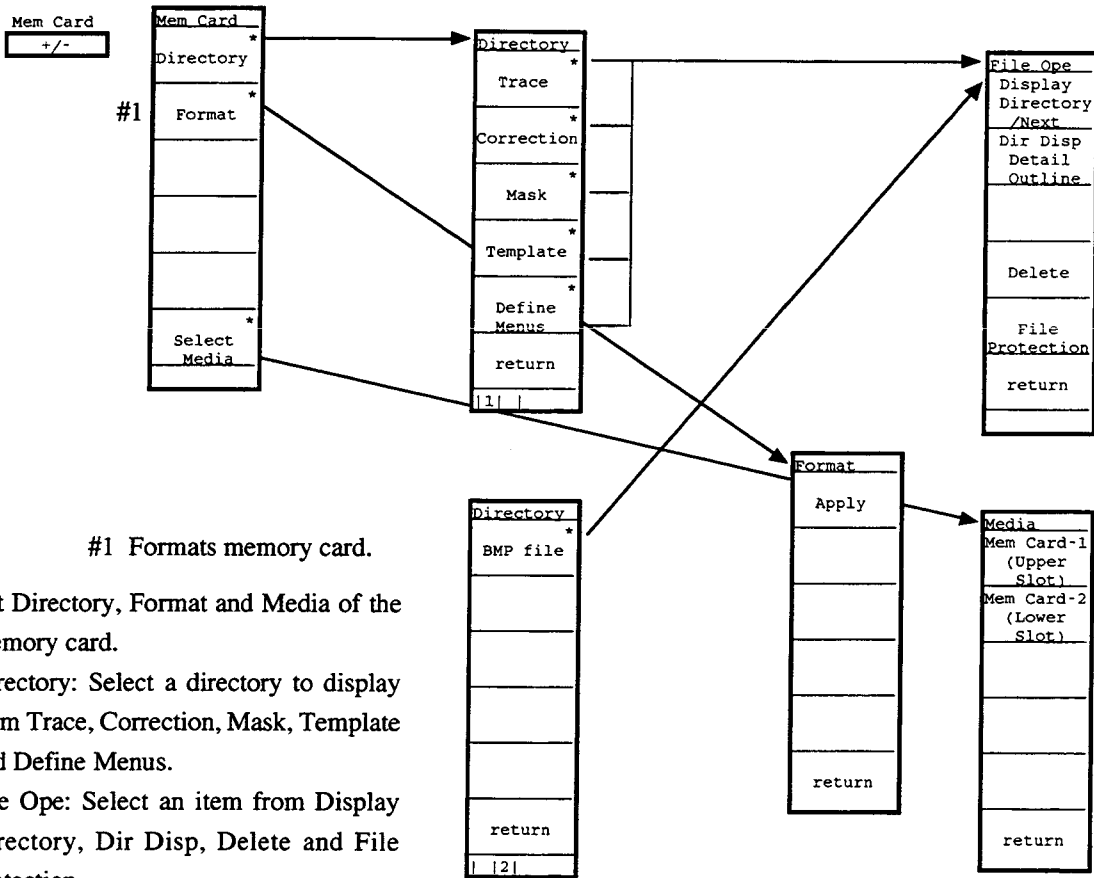 Mem Card
+/-
Mem Card
*
Directory
*
#1 Format
*
Select
Media
Directory
*
Trace
*
Correction
*
Mask
*
Template
*
Define
Menus
return
|1| |
File Ope
Display
Directory
/Next
Dir Disp
Detail
Outline
Delete
File
Protection
return
Directory
*
BMP file
return
| |2|
Format
Apply
return
Media
Mem Card-1
(Upper
Slot)
Mem Card-2
(Lower
Slot)
return
#1 Formats memory card.
t Directory, Format and Media of the
emory card.
rectory: Select a directory to display
m Trace, Correction, Mask, Template
d Define Menus.
e Ope: Select an item from Display
rectory, Dir Disp, Delete and File